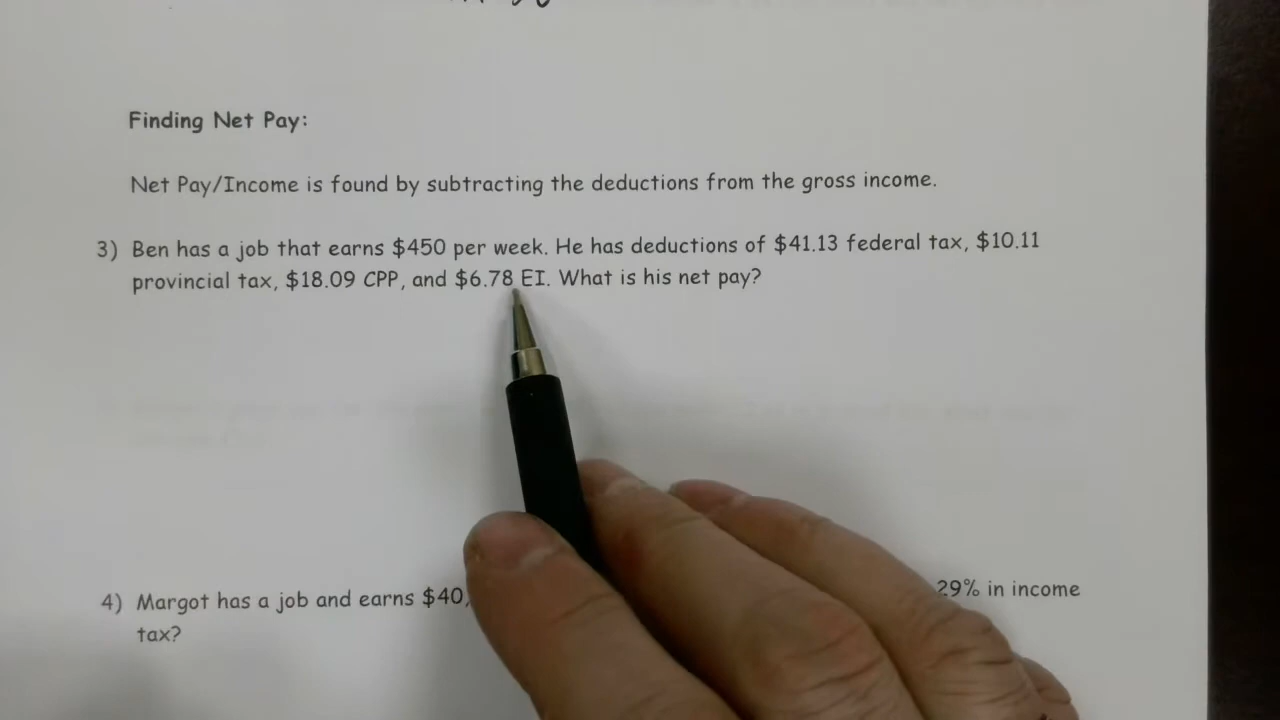 Finding Net Pay:
Net Pay/Income is found by subtracting the deductions from the gross income.
3) Ben has a job that earns $450 per week. He has deductions of $41.13 federal tax, $10.11
provincial tax, $18.09 CPP, and $6.78 EI. What is his net pay?
4) Margot has a job and earns $40, 29% in income
tax?